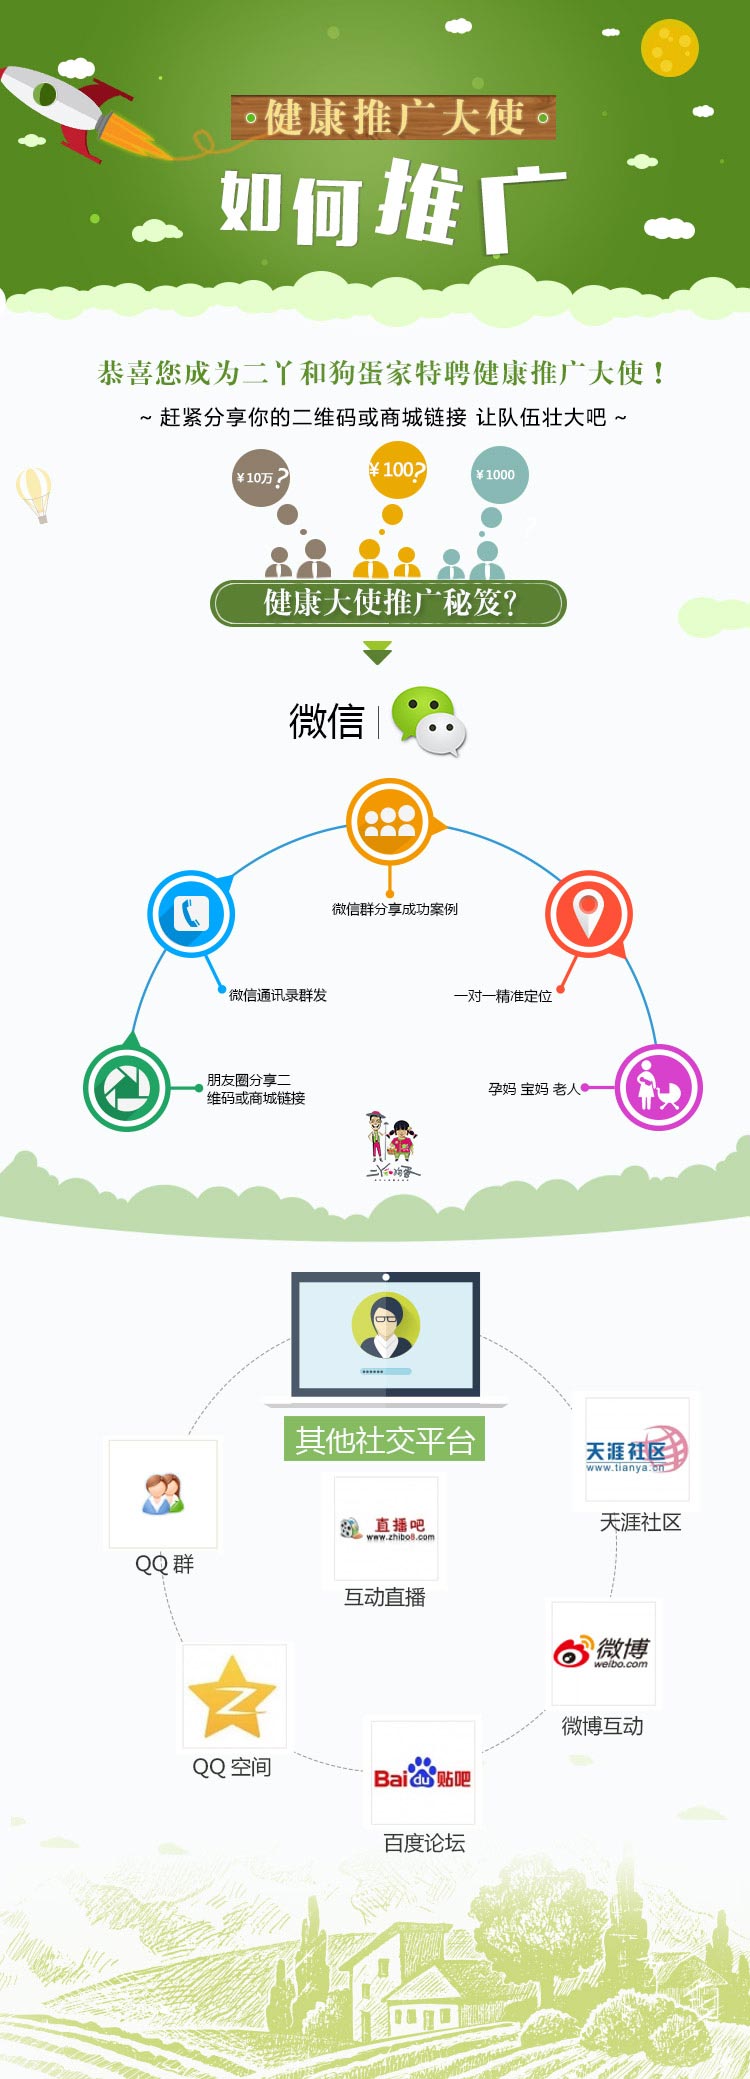 健康推广大使
如何推广
恭喜您成为二丫和狗蛋家特聘健康推广大使！
~ 赶紧分享你的二维码或商城链接 让队伍壮大吧 ~
¥10万?
¥100?
¥1000
?
健康大使推广秘笈？
微信
微信群分享成功案例
微信通讯录群发
一对一精准定位
朋友圈分享二
维码或商城链接
孕妈 宝妈 老人
二丫和狗蛋
其他社交平台
天涯社区
www.tianya.cn
天涯社区
直播吧
www.zhibo8.com
互动直播
QQ 群
微博
weibo.com
微博互动
QQ 空间
Bai du 贴吧
百度论坛